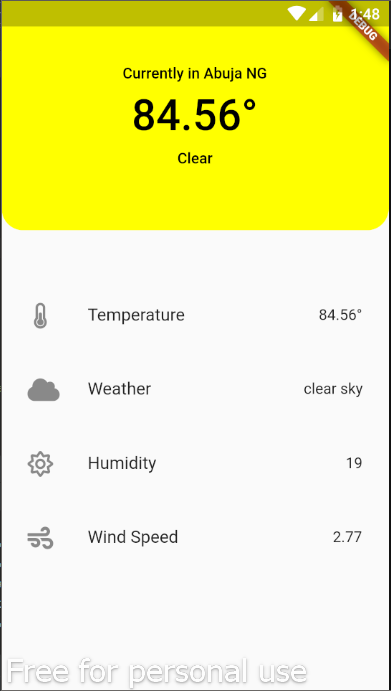 1:48
DEBUG
Currently in Abuja NG
84.56°
Clear
Temperature 84.56°
Weather clear sky
Humidity 19
Wind Speed 2.77
Free for personal use